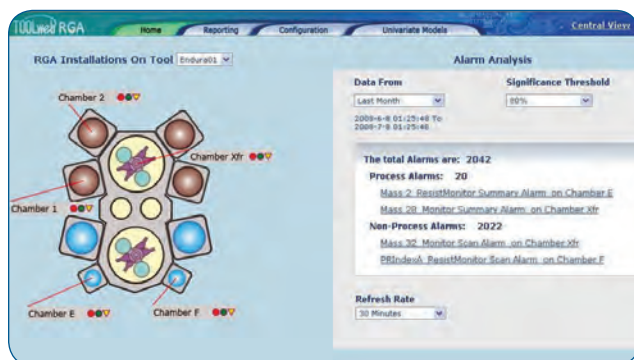 TOOLweb RGA
Home
Reporting
Configuration
Univariate Models
Central View
RGA Installations On Tool Endura01
Chamber 2
Chamber Xfr
Chamber 1
Chamber E
Chamber F
Alarm Analysis
Data From Significance Threshold
Last Month 80%
2008-6-8 01:25:46 To
2008-7-8 01:25:46
The total Alarms are: 2042
Process Alarms: 20
Mass 2 ResistMonitor Summary Alarm on Chamber E
Mass 28 Monitor Summary Alarm on Chamber Xfr
Non-Process Alarms: 2022
Mass 32 Monitor Scan Alarm on Chamber Xfr
PRIndexA ResistMonitor Scan Alarm on Chamber F
Refresh Rate
30 Minutes